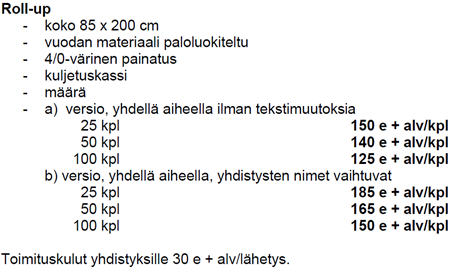 Roll-up
- koko 85 x 200 cm
- vuodan materiaali paloluokiteltu
- 4/0-värinen painatus
- kuljetuskassi
- määrä
- a) versio, yhdellä aiheella ilman tekstimuutoksia
25 kpl 150 e + alv/kpl
50 kpl 140 e + alv/kpl
100 kpl 125 e + alv/kpl
b) versio, yhdellä aiheella, yhdistysten nimet vaihtuvat
25 kpl 185 e + alv/kpl
50 kpl 165 e + alv/kpl
100 kpl 150 e + alv/kpl
Toimituskulut yhdistyksille 30 e + alv/lähetys.